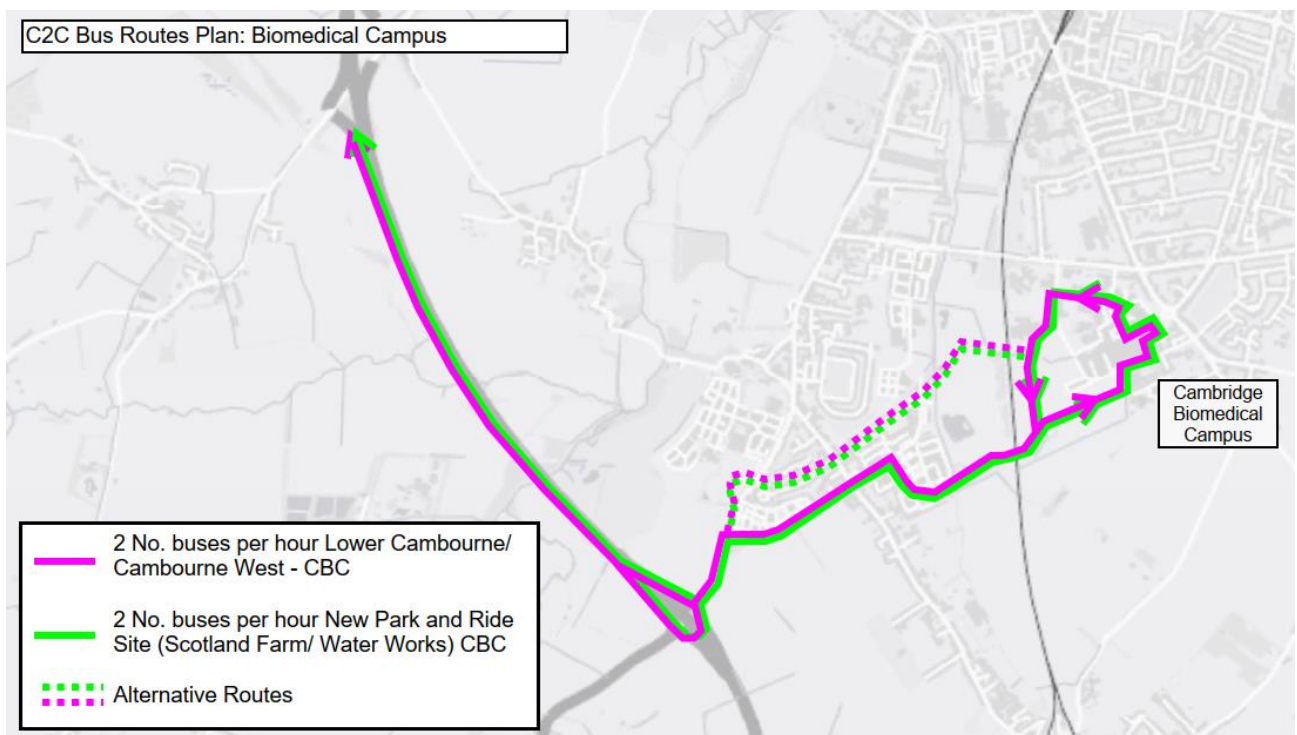 C2C Bus Routes Plan: Biomedical Campus
Cambridge
Biomedical
Campus
2 No. buses per hour Lower Cambourne/
Cambourne West - CBC
2 No. buses per hour New Park and Ride
Site (Scotland Farm/ Water Works) CBC
Alternative Routes